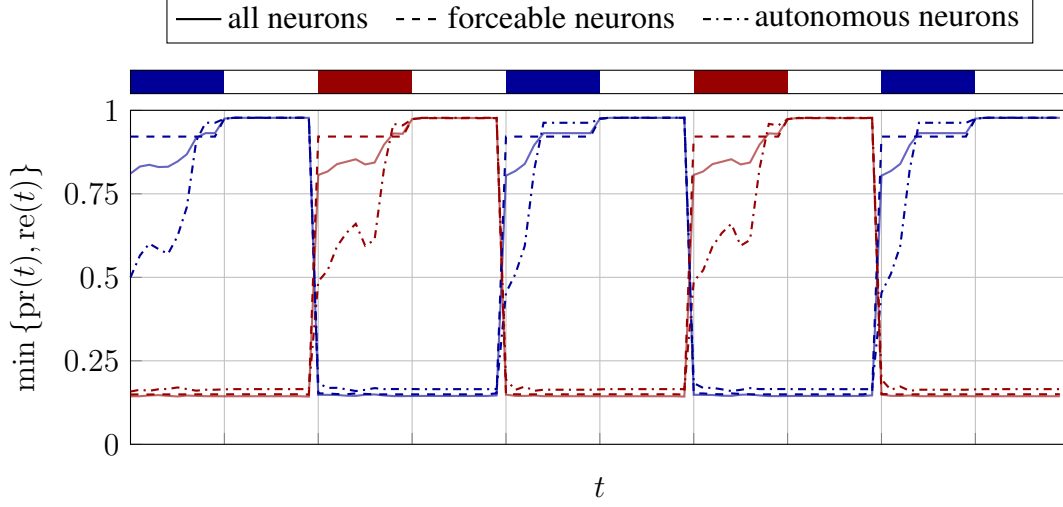 all neurons forceable neurons autonomous neurons
1
0.75
0.5
0.25
0
min {pr(t), re(t)}
t